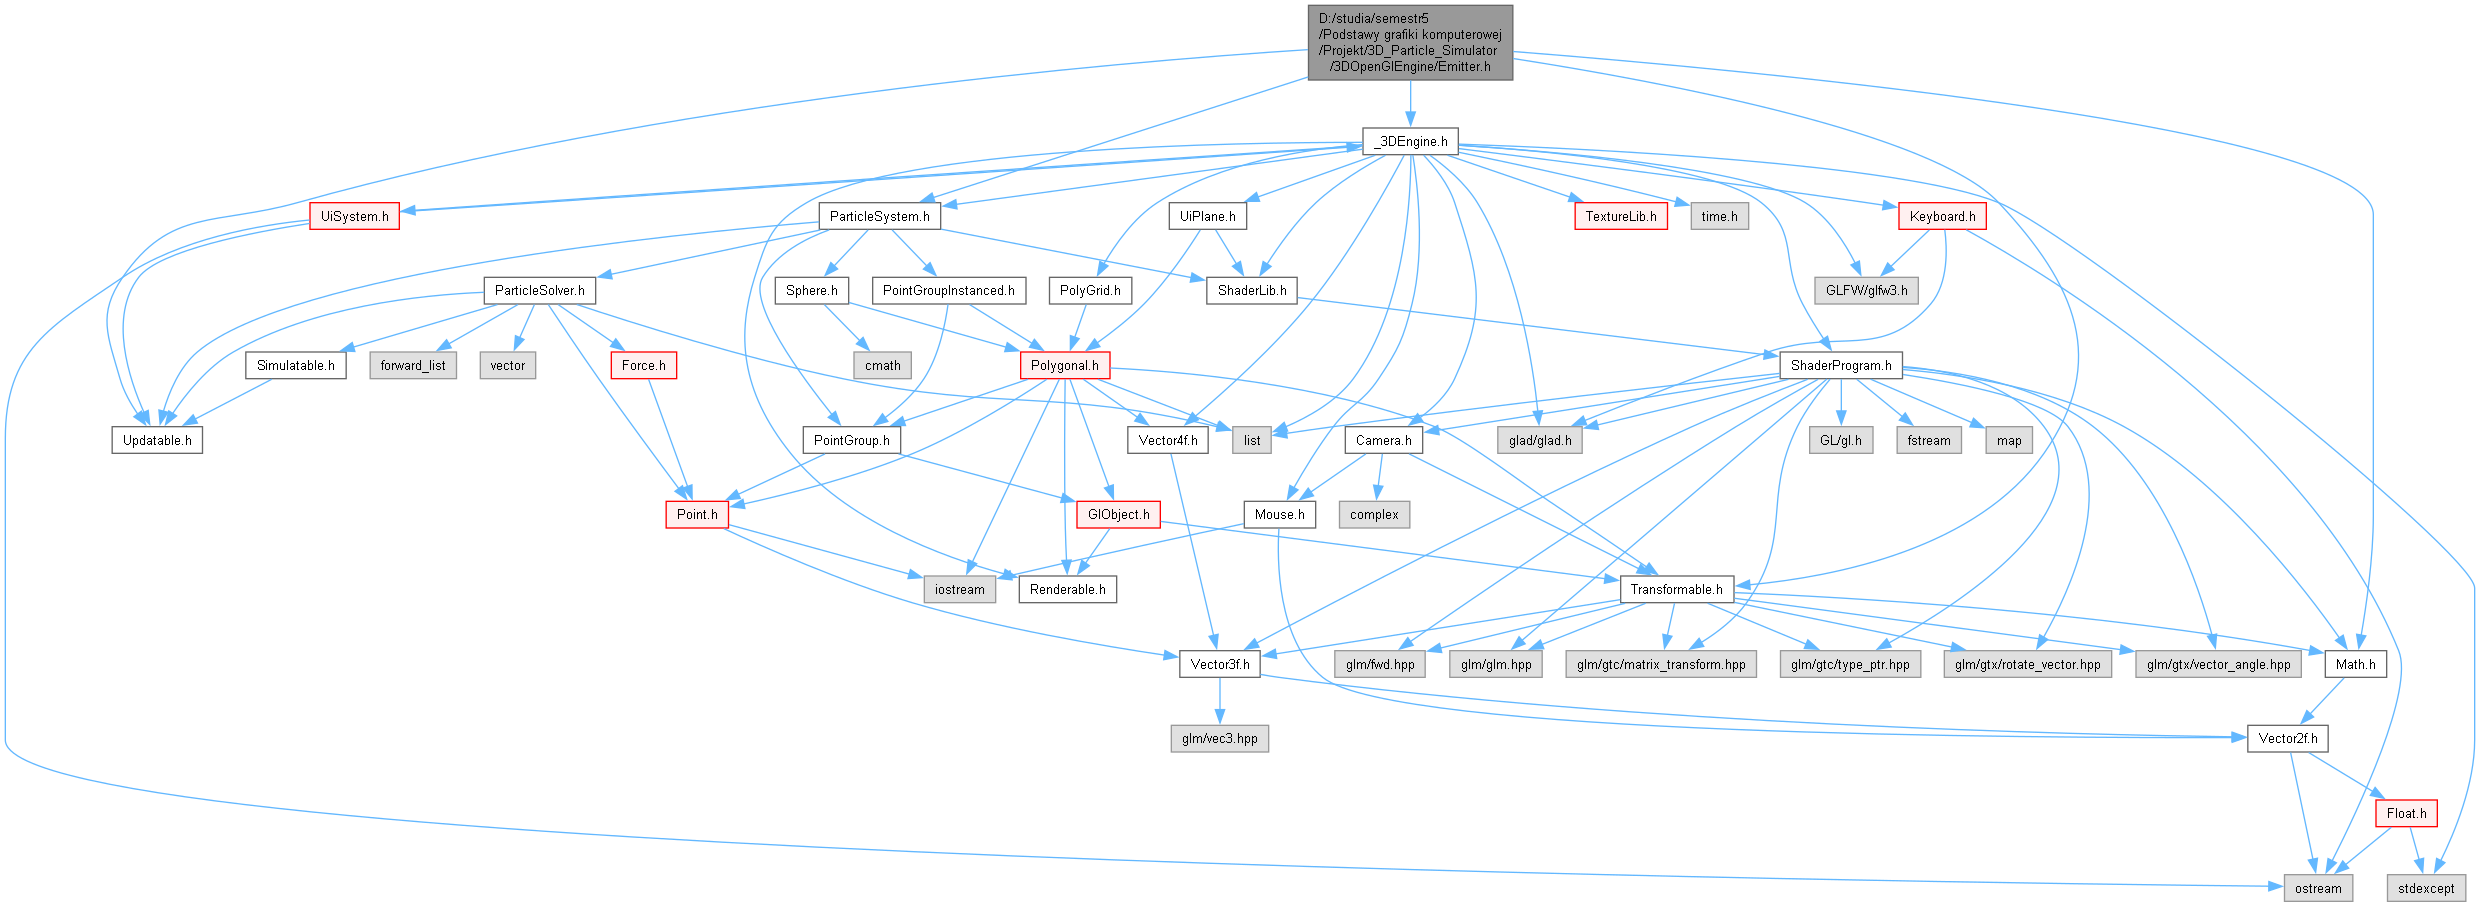 D:/studia/semestr5
/Podstawy grafiki komputerowej
/Projekt/3D_Particle_Simulator
/3DOpenGlEngine/Emitter.h
_3DEngine.h
UiSystem.h
ParticleSystem.h
UiPlane.h
TextureLib.h
time.h
Keyboard.h
ParticleSolver.h
Sphere.h
PointGroupInstanced.h
PolyGrid.h
ShaderLib.h
GLFW/glfw3.h
Simulatable.h
forward_list
vector
Force.h
cmath
Polygonal.h
ShaderProgram.h
Updatable.h
PointGroup.h
Vector4f.h
list
Camera.h
glad/glad.h
GL/gl.h
fstream
map
Point.h
GlObject.h
Mouse.h
complex
iostream
Renderable.h
Transformable.h
Vector3f.h
glm/fwd.hpp
glm/glm.hpp
glm/gtc/matrix_transform.hpp
glm/gtc/type_ptr.hpp
glm/gtx/rotate_vector.hpp
glm/gtx/vector_angle.hpp
Math.h
glm/vec3.hpp
Vector2f.h
Float.h
ostream
stdexcept